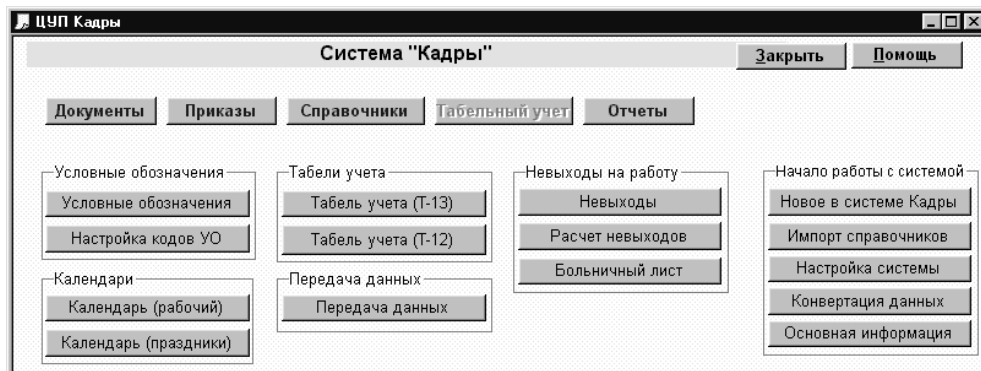 ЦУП Кадры
Система "Кадры"
Закрыть
Помощь
Документы
Приказы
Справочники
Табельный учет
Отчеты
Условные обозначения
Условные обозначения
Настройка кодов УО
Календари
Календарь (рабочий)
Календарь (праздники)
Табели учета
Табель учета (Т-13)
Табель учета (Т-12)
Передача данных
Передача данных
Невыходы на работу
Невыходы
Расчет невыходов
Больничный лист
Начало работы с системой
Новое в системе Кадры
Импорт справочников
Настройка системы
Конвертация данных
Основная информация